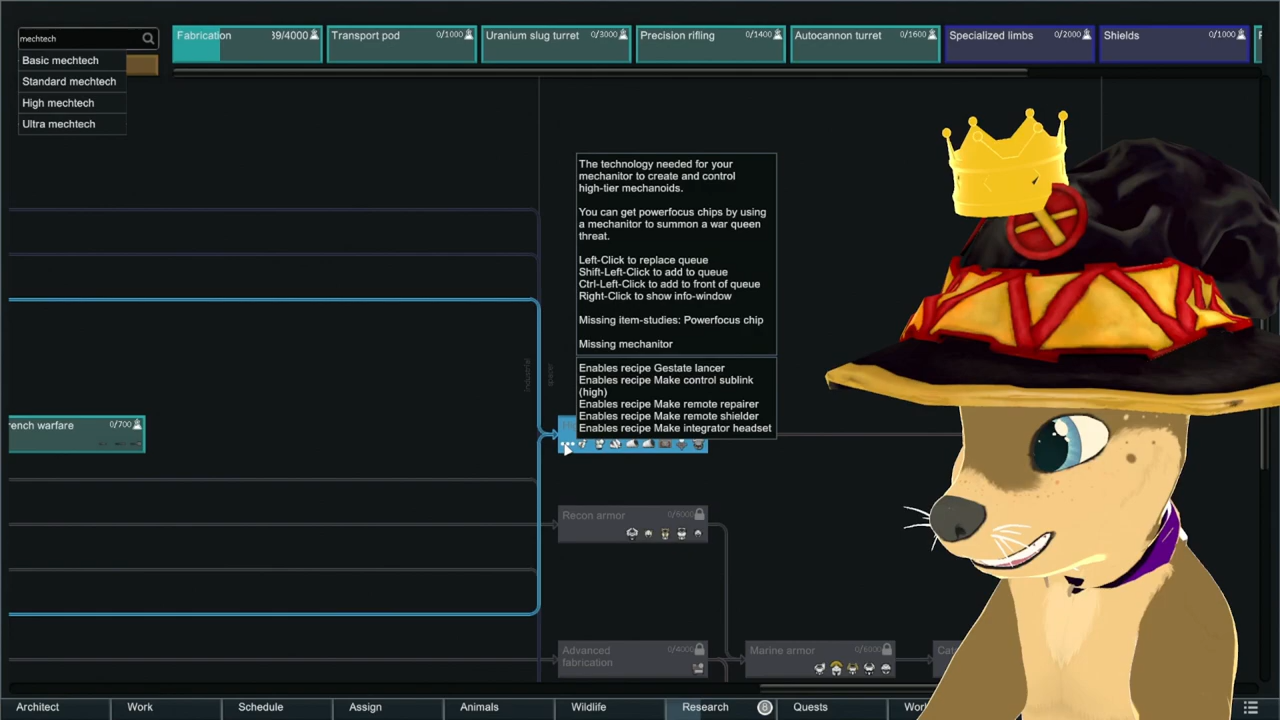 mechtech
Basic mechtech
Standard mechtech
High mechtech
Ultra mechtech
Fabrication
39/4000
Transport pod
0/1000
Uranium slug turret
0/3000
Precision rifling
0/1400
Autocannon turret
0/1600
Specialized limbs
0/2000
Shields
0/1000
The technology needed for your
mechanitor to create and control
high-tier mechanoids.
You can get powerfocus chips by using
a mechanitor to summon a war queen
threat.
Left-Click to replace queue
Shift-Left-Click to add to queue
Ctrl-Left-Click to add to front of queue
Right-Click to show info-window
Missing item-studies: Powerfocus chip
Missing mechanitor
Enables recipe Gestate lancer
Enables recipe Make control sublink
(high)
Enables recipe Make remote repairer
Enables recipe Make remote shielder
Enables recipe Make integrator headset
industrial
spacer
rench warfare
0/700
Recon armor
0/6000
Advanced
fabrication
0/4000
Marine armor
0/6000
Cat
Architect
Work
Schedule
Assign
Animals
Wildlife
Research
8
Quests
Wor